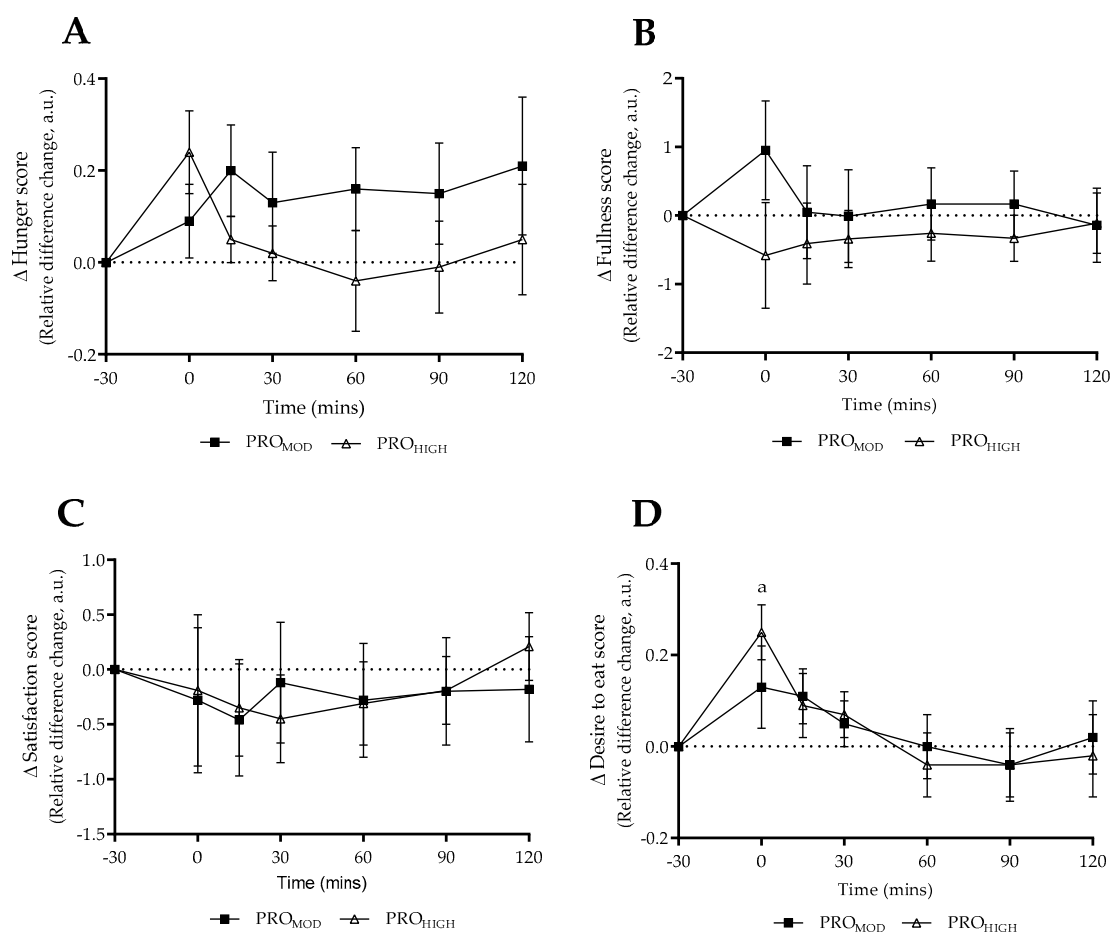 A
Δ Hunger score
(Relative difference change, a.u.)
0.4
0.2
0.0
-0.2
-30 0 30 60 90 120
Time (mins)
PROMOD PROHIGH
B
Δ Fullness score
(Relative difference change, a.u.)
2
1
0
-1
-2
-30 0 30 60 90 120
Time (mins)
PROMOD PROHIGH
C
Δ Satisfaction score
(Relative difference change, a.u.)
1.0
0.5
0.0
-0.5
-1.0
-1.5
-30 0 30 60 90 120
Time (mins)
PROMOD PROHIGH
D
Δ Desire to eat score
(Relative difference change, a.u.)
0.4
a
0.2
0.0
-0.2
-30 0 30 60 90 120
Time (mins)
PROMOD PROHIGH